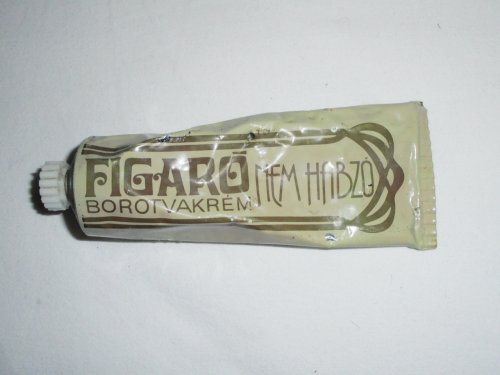 FIGARÓ NEM HABZÓ
BOROTVAKRÉM